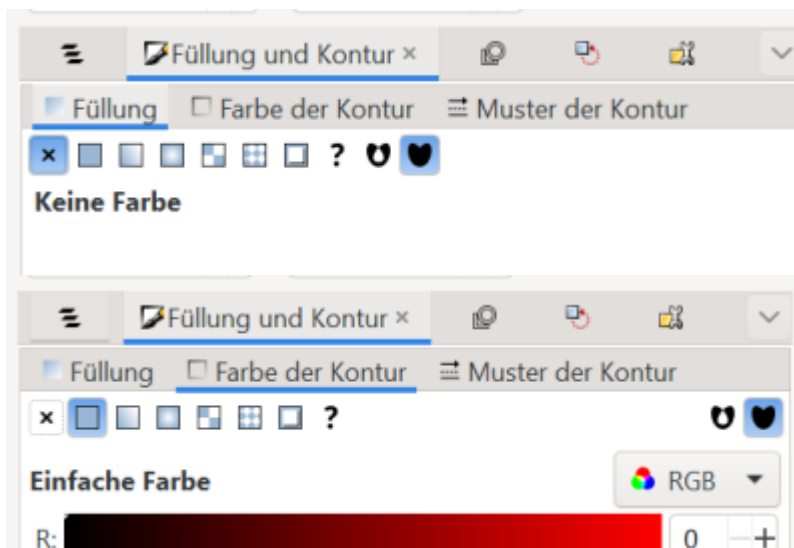 Füllung und Kontur ×
Füllung Farbe der Kontur Muster der Kontur
?
Keine Farbe
Füllung und Kontur ×
Füllung Farbe der Kontur Muster der Kontur
?
Einfache Farbe RGB
R: 0 − +